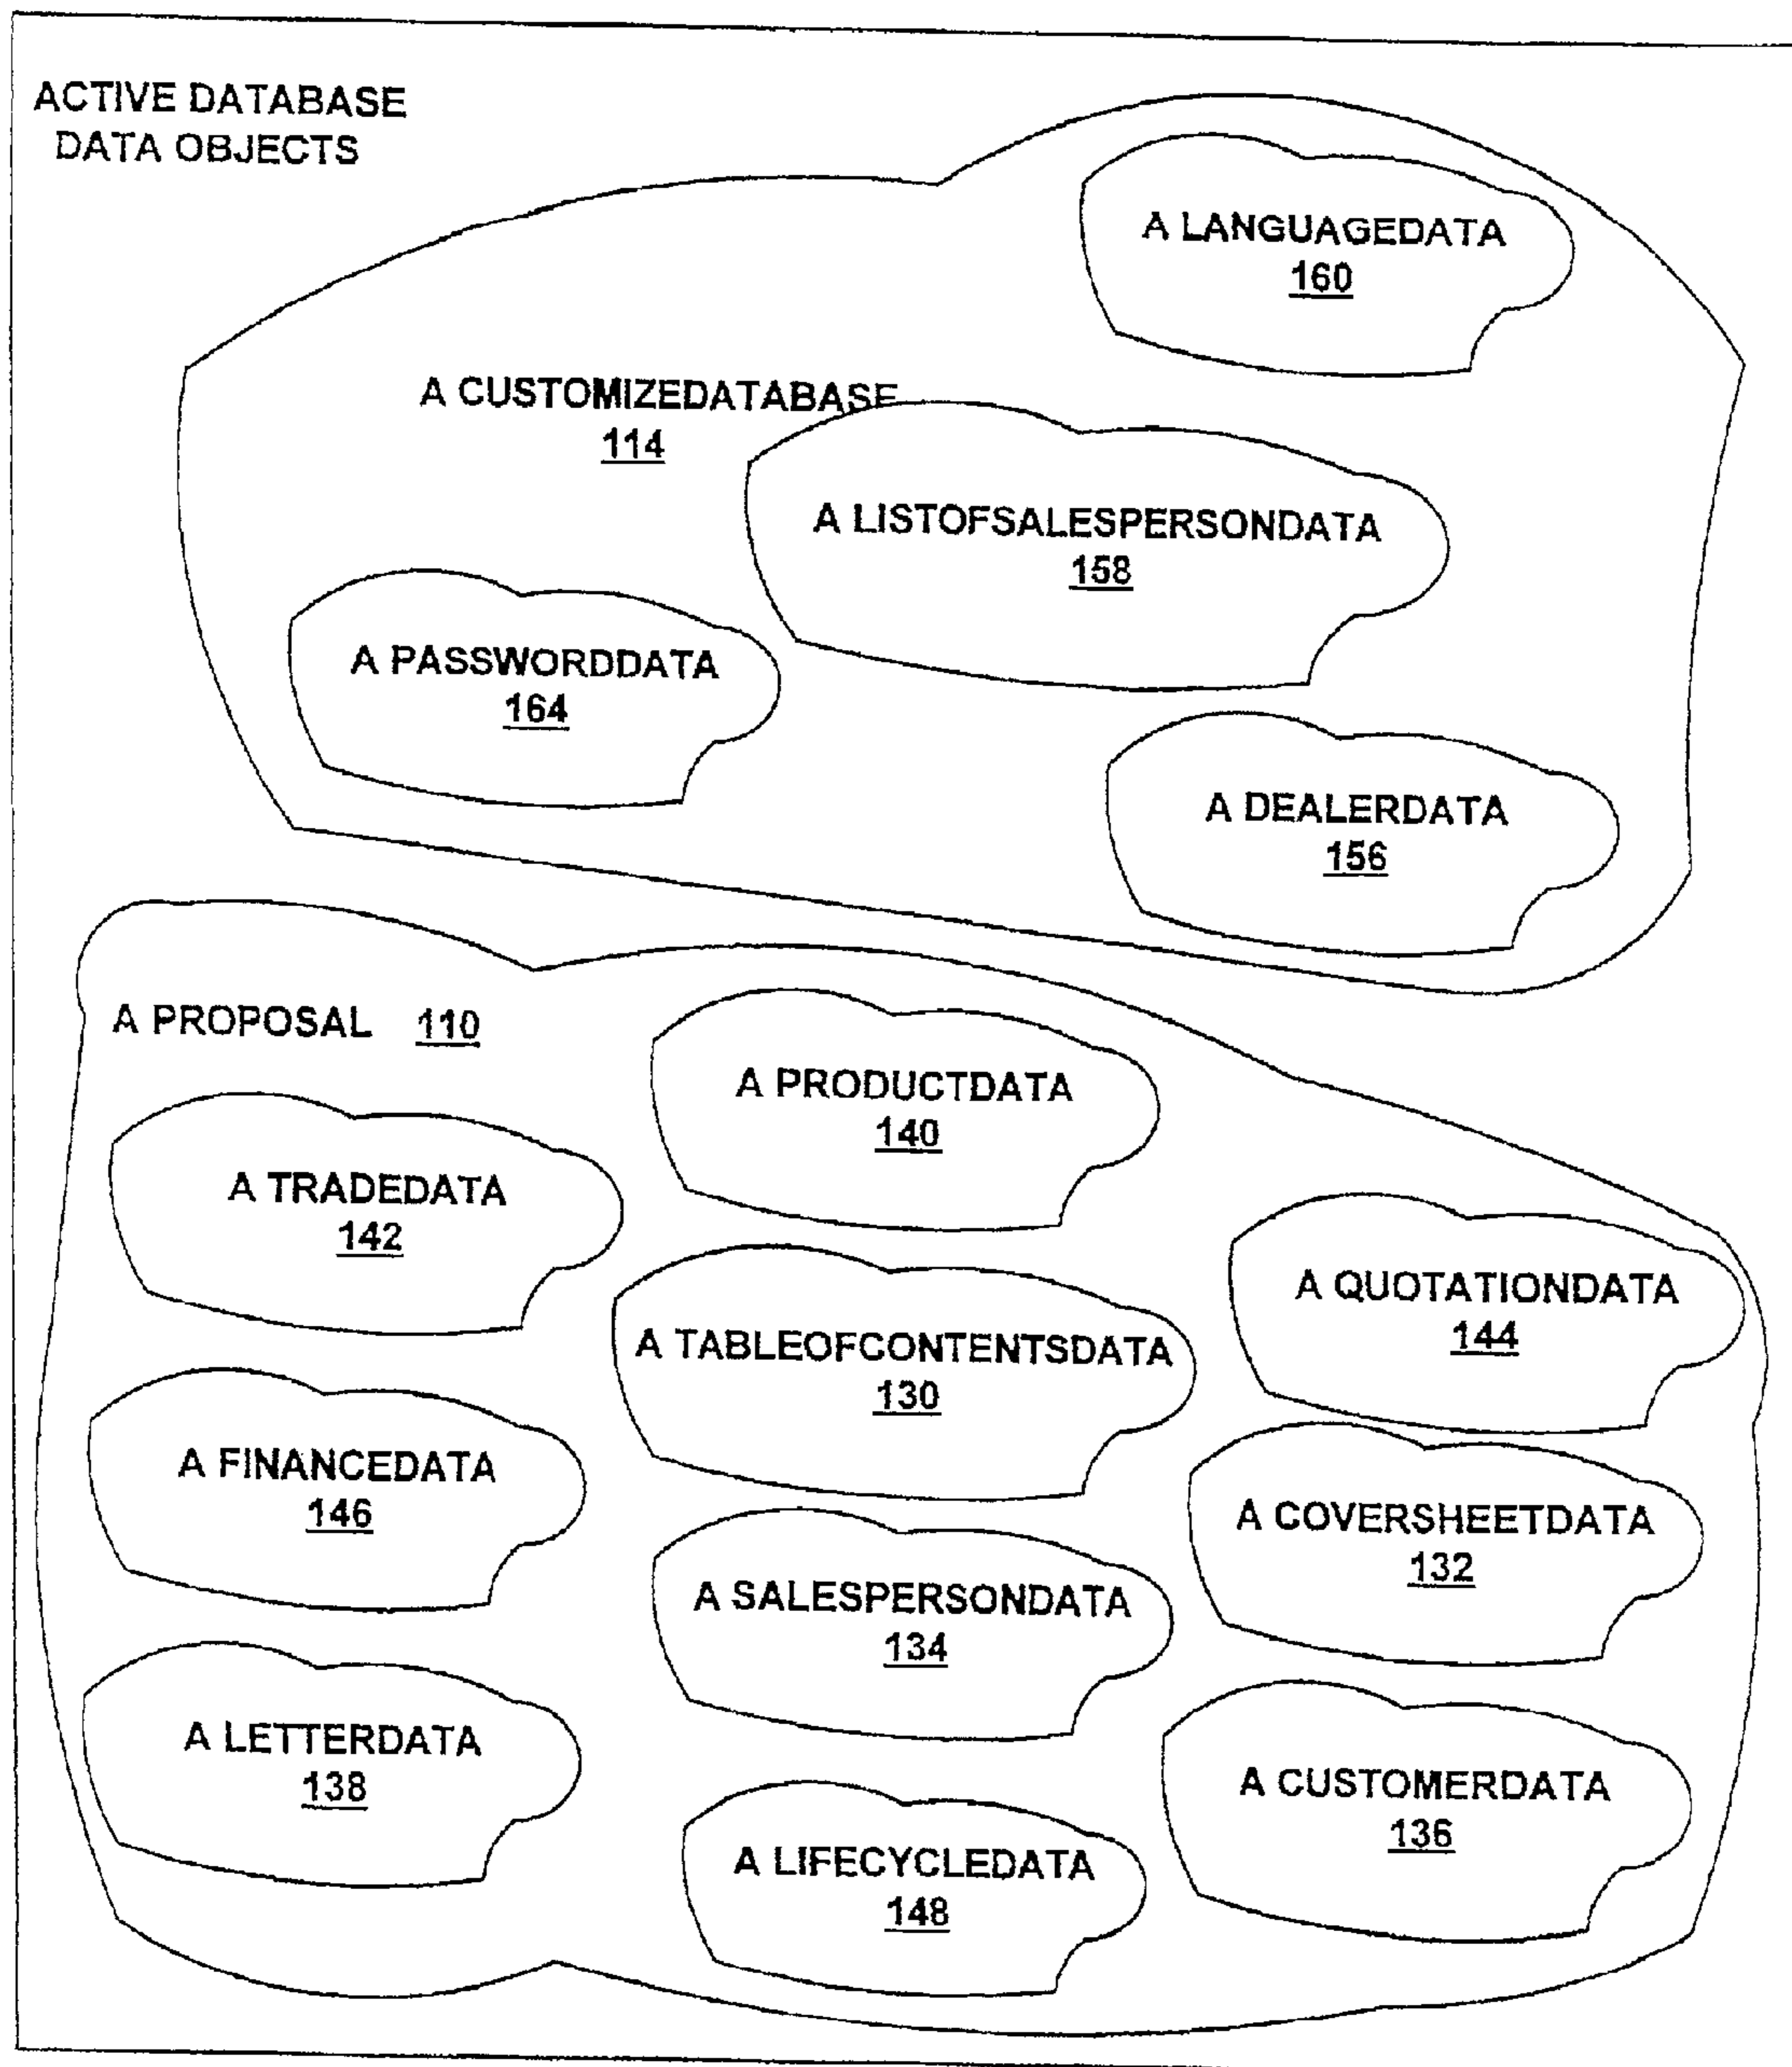 ACTIVE DATABASE
DATA OBJECTS
A LANGUAGEDATA
160
A CUSTOMIZEDATABASE
114
A LISTOFSALESPERSONDATA
158
A PASSWORDDATA
164
A DEALERDATA
156
A PROPOSAL 110
A PRODUCTDATA
140
A TRADEDATA
142
A QUOTATIONDATA
144
A TABLEOFCONTENTSDATA
130
A FINANCEDATA
146
A COVERSHEETDATA
132
A SALESPERSONDATA
134
A LETTERDATA
138
A CUSTOMERDATA
136
A LIFECYCLEDATA
148